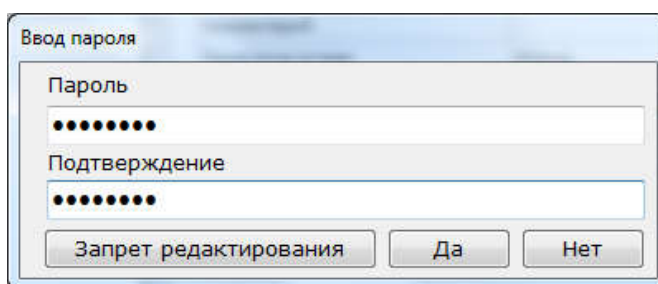 Ввод пароля
Пароль
••••••••
Подтверждение
••••••••
Запрет редактирования Да Нет